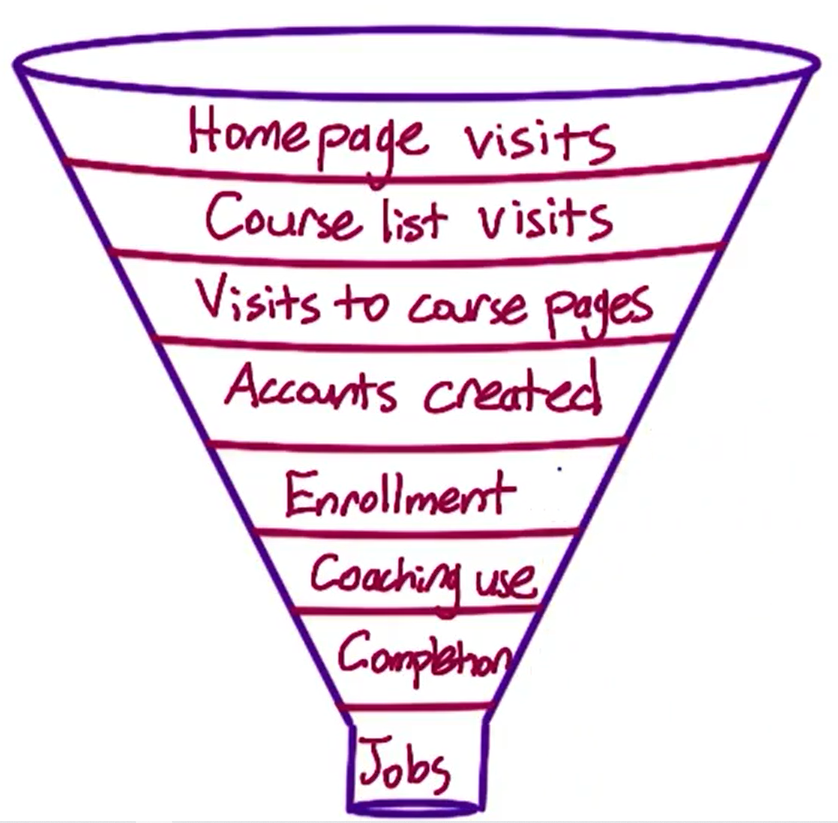 Homepage visits
Course list visits
Visits to course pages
Accounts created
Enrollment
Coaching use
Completion
Jobs